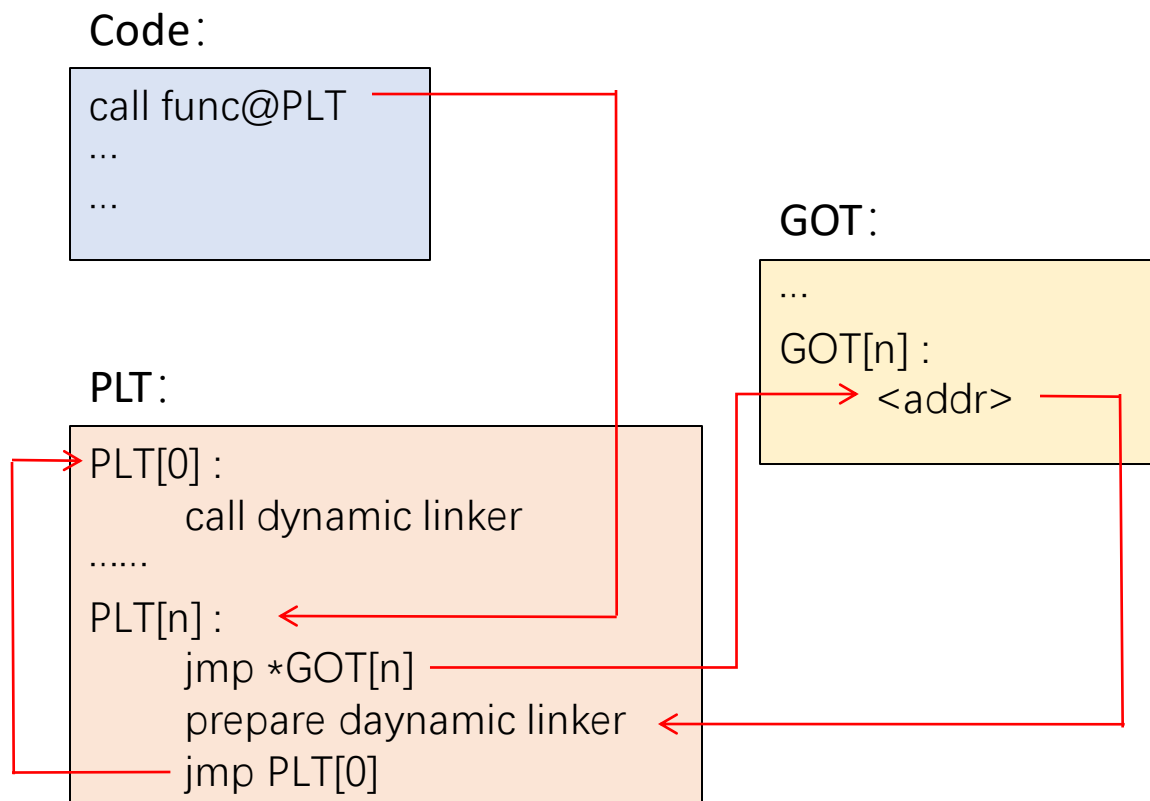 Code：
call func@PLT
...
...
GOT：
...
GOT[n] :
<addr>
PLT：
PLT[0] :
call dynamic linker
……
PLT[n] :
jmp *GOT[n]
prepare daynamic linker
jmp PLT[0]